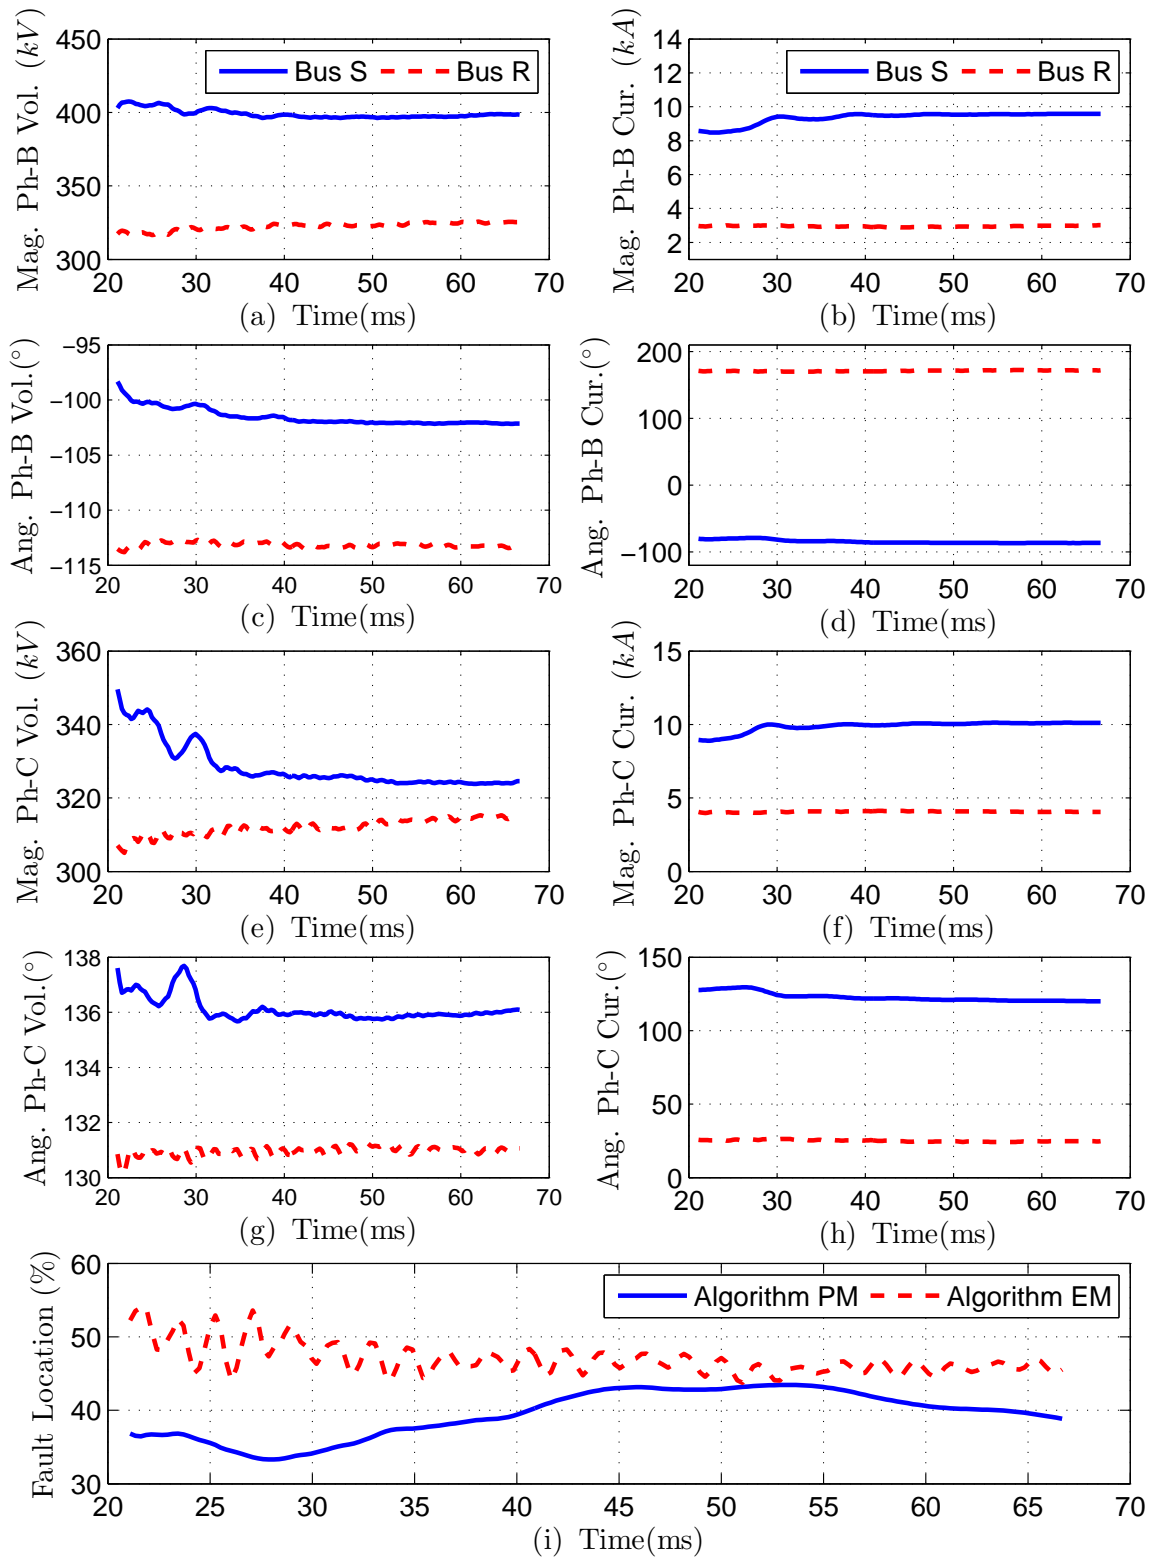 Mag. Ph-B Vol. (kV)
450
400
350
300
Bus S Bus R
20 30 40 50 60 70
(a) Time(ms)
Mag. Ph-B Cur. (kA)
14
12
10
8
6
4
2
Bus S Bus R
20 30 40 50 60 70
(b) Time(ms)
Ang. Ph-B Vol.(°)
−95
−100
−105
−110
−115
20 30 40 50 60 70
(c) Time(ms)
Ang. Ph-B Cur.(°)
200
100
0
−100
20 30 40 50 60 70
(d) Time(ms)
Mag. Ph-C Vol. (kV)
360
340
320
300
20 30 40 50 60 70
(e) Time(ms)
Mag. Ph-C Cur. (kA)
15
10
5
0
20 30 40 50 60 70
(f) Time(ms)
Ang. Ph-C Vol.(°)
138
136
134
131
130
20 30 40 50 60 70
(g) Time(ms)
Ang. Ph-C Cur.(°)
150
100
50
0
20 30 40 50 60 70
(h) Time(ms)
Fault Location (%)
60
50
40
30
Algorithm PM Algorithm EM
20 25 30 35 40 45 50 55 60 65 70
(i) Time(ms)